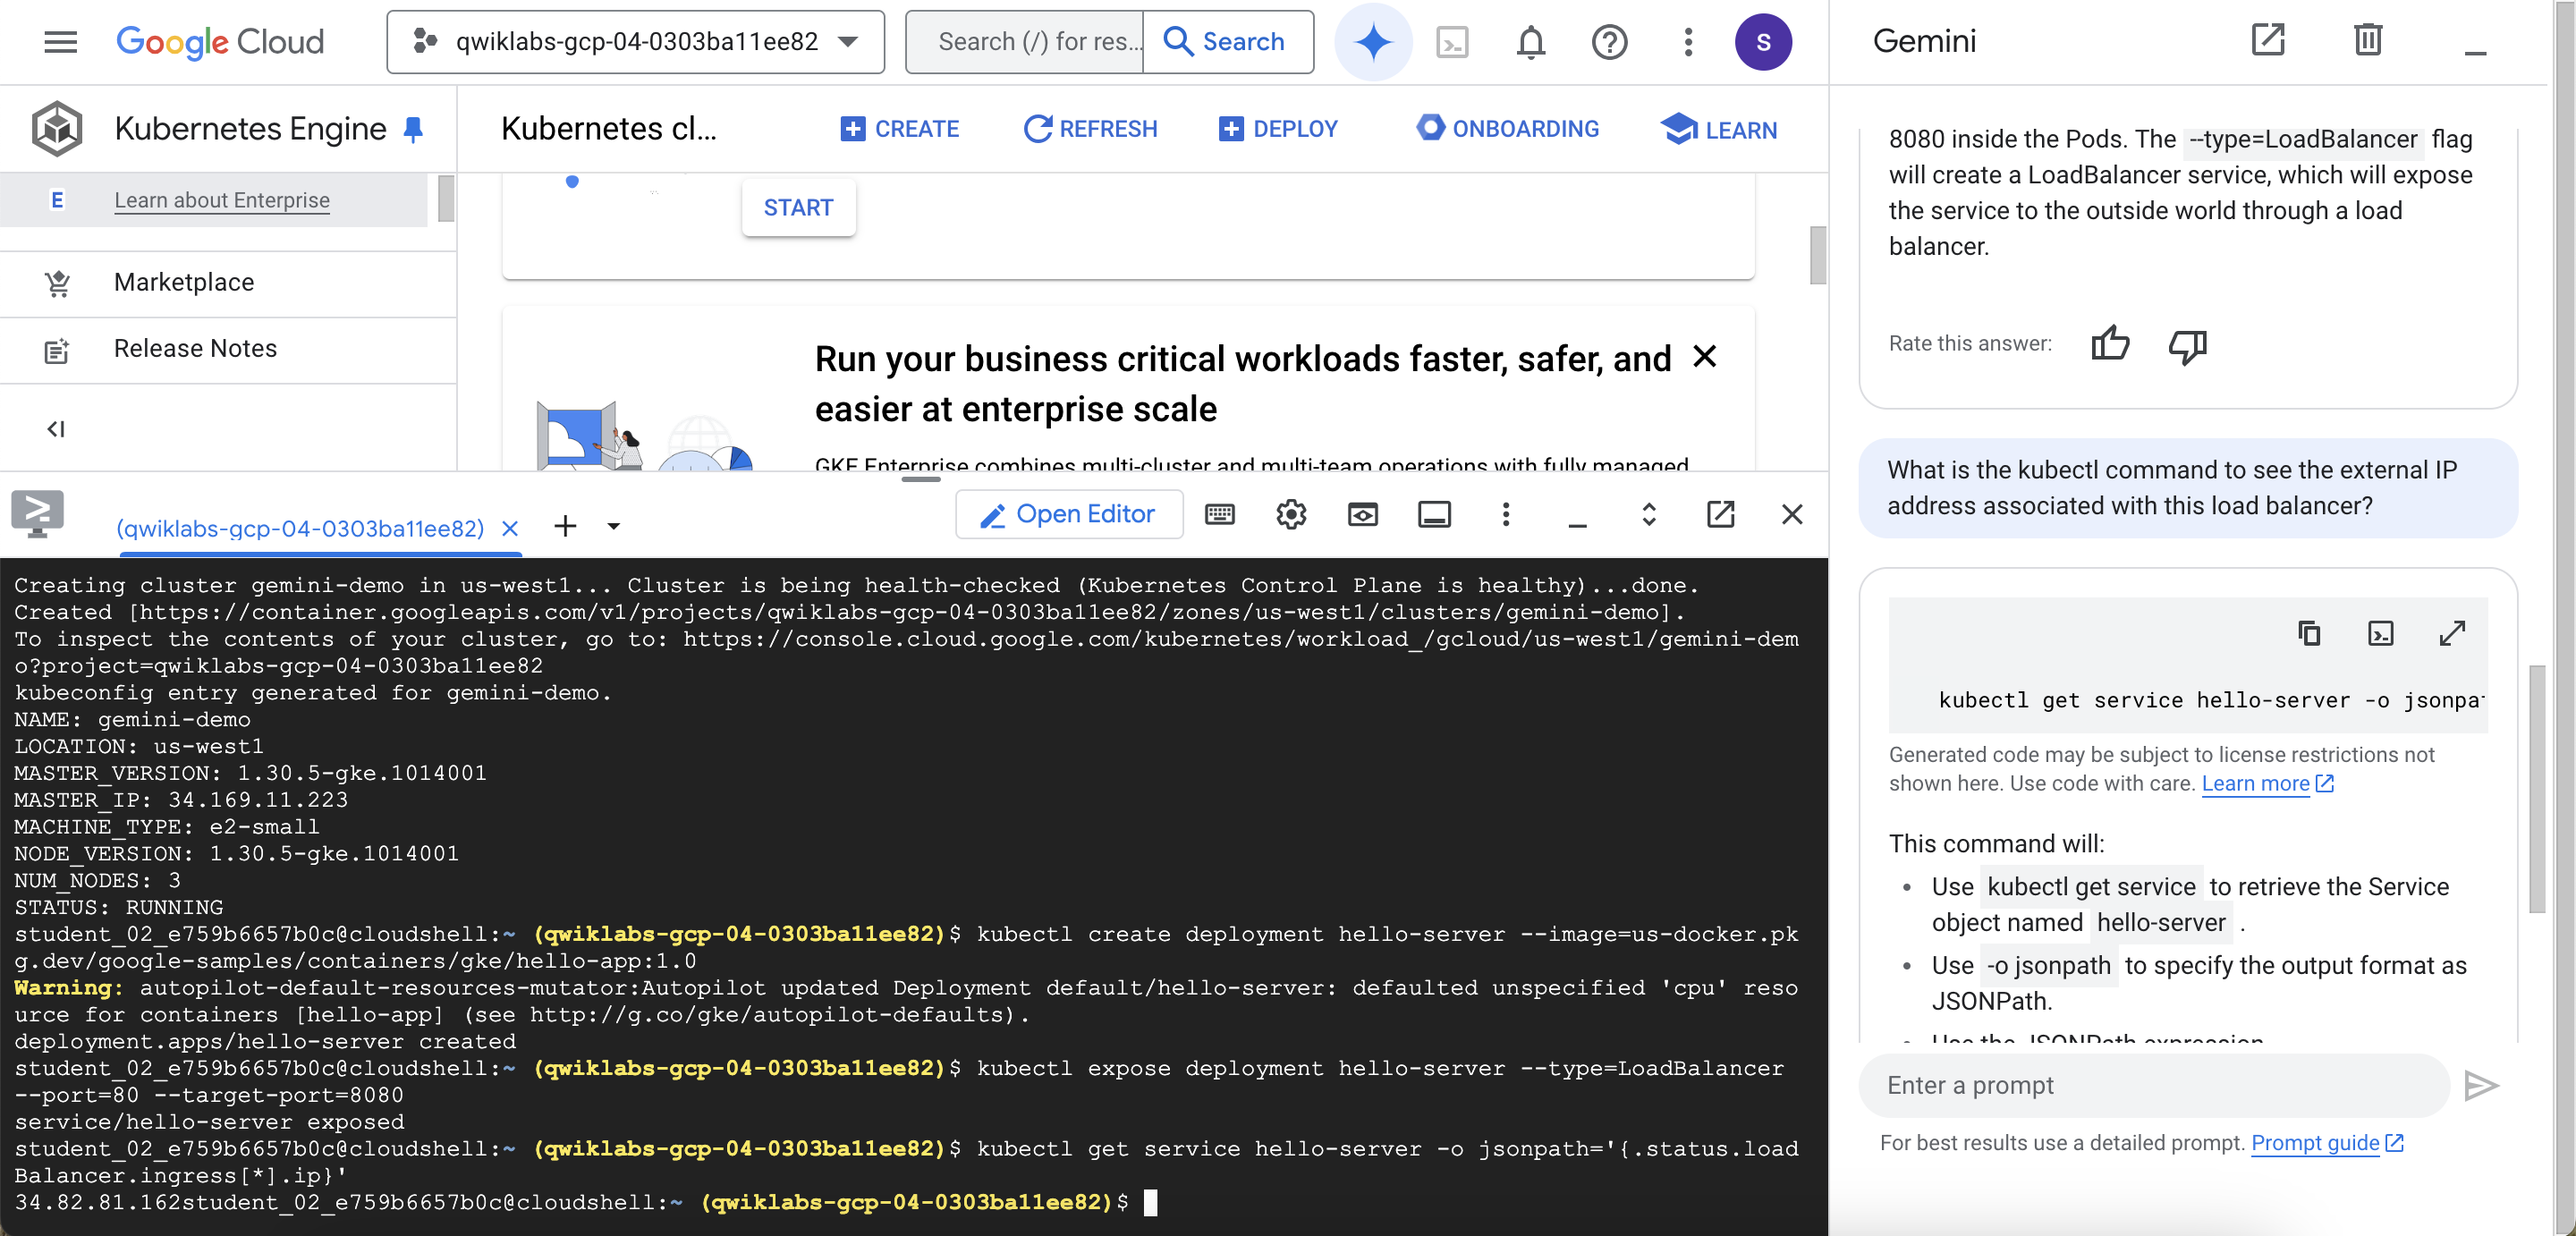 Google Cloud
qwiklabs-gcp-04-0303ba11ee82
Search (/) for res...
Search
S
Kubernetes Engine
E
Learn about Enterprise
Marketplace
Release Notes
Kubernetes cl...
CREATE
REFRESH
DEPLOY
ONBOARDING
LEARN
START
Run your business critical workloads faster, safer, and
easier at enterprise scale
GKE Enterprise combines multi-cluster and multi-team operations with fully managed
(qwiklabs-gcp-04-0303ba11ee82)
Open Editor
Creating cluster gemini-demo in us-west1... Cluster is being health-checked (Kubernetes Control Plane is healthy)...done.
Created [https://container.googleapis.com/v1/projects/qwiklabs-gcp-04-0303ba11ee82/zones/us-west1/clusters/gemini-demo].
To inspect the contents of your cluster, go to: https://console.cloud.google.com/kubernetes/workload_/gcloud/us-west1/gemini-dem
o?project=qwiklabs-gcp-04-0303ba11ee82
kubeconfig entry generated for gemini-demo.
NAME: gemini-demo
LOCATION: us-west1
MASTER_VERSION: 1.30.5-gke.1014001
MASTER_IP: 34.169.11.223
MACHINE_TYPE: e2-small
NODE_VERSION: 1.30.5-gke.1014001
NUM_NODES: 3
STATUS: RUNNING
student_02_e759b6657b0c@cloudshell:~ (qwiklabs-gcp-04-0303ba11ee82)$ kubectl create deployment hello-server --image=us-docker.pk
g.dev/google-samples/containers/gke/hello-app:1.0
Warning: autopilot-default-resources-mutator:Autopilot updated Deployment default/hello-server: defaulted unspecified 'cpu' reso
urce for containers [hello-app] (see http://g.co/gke/autopilot-defaults).
deployment.apps/hello-server created
student_02_e759b6657b0c@cloudshell:~ (qwiklabs-gcp-04-0303ba11ee82)$ kubectl expose deployment hello-server --type=LoadBalancer
--port=80 --target-port=8080
service/hello-server exposed
student_02_e759b6657b0c@cloudshell:~ (qwiklabs-gcp-04-0303ba11ee82)$ kubectl get service hello-server -o jsonpath='{.status.load
Balancer.ingress[*].ip}'
34.82.81.162student_02_e759b6657b0c@cloudshell:~ (qwiklabs-gcp-04-0303ba11ee82)$
Gemini
8080 inside the Pods. The --type=LoadBalancer flag
will create a LoadBalancer service, which will expose
the service to the outside world through a load
balancer.
Rate this answer:
What is the kubectl command to see the external IP
address associated with this load balancer?
kubectl get service hello-server -o jsonpa
Generated code may be subject to license restrictions not
shown here. Use code with care. Learn more
This command will:
• Use kubectl get service to retrieve the Service
object named hello-server .
• Use -o jsonpath to specify the output format as
JSONPath.
• Use the JSONPath expression
Enter a prompt
For best results use a detailed prompt. Prompt guide